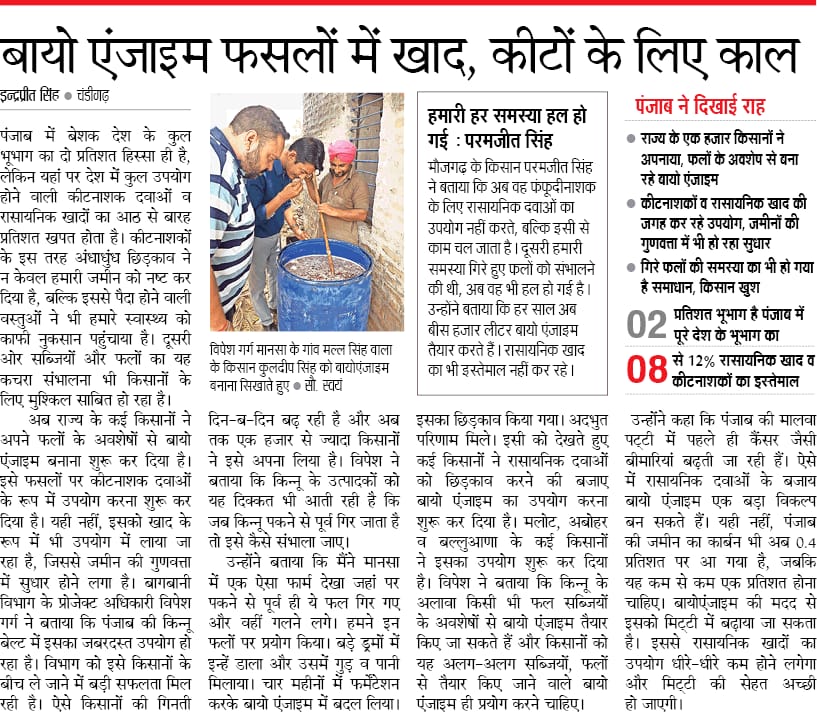 बायो एंजाइम फसलों में खाद, कीटों के लिए काल
इन्द्रप्रीत सिंह ● चंडीगढ़
पंजाब में बेशक देश के कुल
भूभाग का दो प्रतिशत हिस्सा ही है,
लेकिन यहां पर देश में कुल उपयोग
होने वाली कीटनाशक दवाओं व
रासायनिक खादों का आठ से बारह
प्रतिशत खपत होता है। कीटनाशकों
के इस तरह अंधाधुंध छिड़काव ने
न केवल हमारी जमीन को नष्ट कर
दिया है, बल्कि इससे पैदा होने वाली
वस्तुओं ने भी हमारे स्वास्थ्य को
काफी नुकसान पहुंचाया है। दूसरी
ओर सब्जियों और फलों का यह
कचरा संभालना भी किसानों के
लिए मुश्किल साबित हो रहा है।
अब राज्य के कई किसानों ने
अपने फलों के अवशेषों से बायो
एंजाइम बनाना शुरू कर दिया है।
इसे फसलों पर कीटनाशक दवाओं
के रूप में उपयोग करना शुरू कर
दिया है। यही नहीं, इसको खाद के
रूप में भी उपयोग में लाया जा
रहा है, जिससे जमीन की गुणवत्ता
में सुधार होने लगा है। बागबानी
विभाग के प्रोजेक्ट अधिकारी विपेश
गर्ग ने बताया कि पंजाब की किन्नू
बेल्ट में इसका जबरदस्त उपयोग हो
रहा है। विभाग को इसे किसानों के
बीच ले जाने में बड़ी सफलता मिल
रही है। ऐसे किसानों की गिनती
विपेश गर्ग मानसा के गांव मल्ल सिंह वाला
के किसान कुलदीप सिंह को बायोएंजाइम
बनाना सिखाते हुए ● सौ. स्वयं
दिन-ब-दिन बढ़ रही है और अब
तक एक हजार से ज्यादा किसानों
ने इसे अपना लिया है। विपेश ने
बताया कि किन्नू के उत्पादकों को
यह दिक्कत भी आती रही है कि
जब किन्नू पकने से पूर्व गिर जाता है
तो इसे कैसे संभाला जाए।
उन्होंने बताया कि मैंने मानसा
में एक ऐसा फार्म देखा जहां पर
पकने से पूर्व ही ये फल गिर गए
और वहीं गलने लगे। हमने इन
फलों पर प्रयोग किया। बड़े ड्रमों में
इन्हें डाला और उसमें गुड़ व पानी
मिलाया। चार महीनों में फर्मेंटेशन
करके बायो एंजाइम में बदल लिया।
हमारी हर समस्या हल हो
गई : परमजीत सिंह
मौजगढ़ के किसान परमजीत सिंह
ने बताया कि अब वह फंफूदीनाशक
के लिए रासायनिक दवाओं का
उपयोग नहीं करते, बल्कि इसी से
काम चल जाता है। दूसरी हमारी
समस्या गिरे हुए फलों को संभालने
की थी, अब वह भी हल हो गई है।
उन्होंने बताया कि हर साल अब
बीस हजार लीटर बायो एंजाइम
तैयार करते हैं। रासायनिक खाद
का भी इस्तेमाल नहीं कर रहे।
इसका छिड़काव किया गया। अदभुत
परिणाम मिले। इसी को देखते हुए
कई किसानों ने रासायनिक दवाओं
को छिड़काव करने की बजाए
बायो एंजाइम का उपयोग करना
शुरू कर दिया है। मलोट, अबोहर
व बल्लुआणा के कई किसानों
ने इसका उपयोग शुरू कर दिया
है। विपेश ने बताया कि किन्नू के
अलावा किसी भी फल सब्जियों
के अवशेषों से बायो एंजाइम तैयार
किए जा सकते हैं और किसानों को
यह अलग-अलग सब्जियों, फलों
से तैयार किए जाने वाले बायो
एंजाइम ही प्रयोग करने चाहिए।
पंजाब ने दिखाई राह
● राज्य के एक हजार किसानों ने
अपनाया, फलों के अवशेष से बना
रहे बायो एंजाइम
● कीटनाशकों व रासायनिक खाद की
जगह कर रहे उपयोग, जमीनों की
गुणवत्ता में भी हो रहा सुधार
● गिरे फलों की समस्या का भी हो गया
है समाधान, किसान खुश
02 प्रतिशत भूभाग है पंजाब में
पूरे देश के भूभाग का
08 से 12% रासायनिक खाद व
कीटनाशकों का इस्तेमाल
उन्होंने कहा कि पंजाब की मालवा
पट्टी में पहले ही कैंसर जैसी
बीमारियां बढ़ती जा रही हैं। ऐसे
में रासायनिक दवाओं के बजाय
बायो एंजाइम एक बड़ा विकल्प
बन सकते हैं। यही नहीं, पंजाब
की जमीन का कार्बन भी अब 0.4
प्रतिशत पर आ गया है, जबकि
यह कम से कम एक प्रतिशत होना
चाहिए। बायोएंजाइम की मदद से
इसको मिट्टी में बढ़ाया जा सकता
है। इससे रासायनिक खादों का
उपयोग धीरे-धीरे कम होने लगेगा
और मिट्टी की सेहत अच्छी
हो जाएगी।